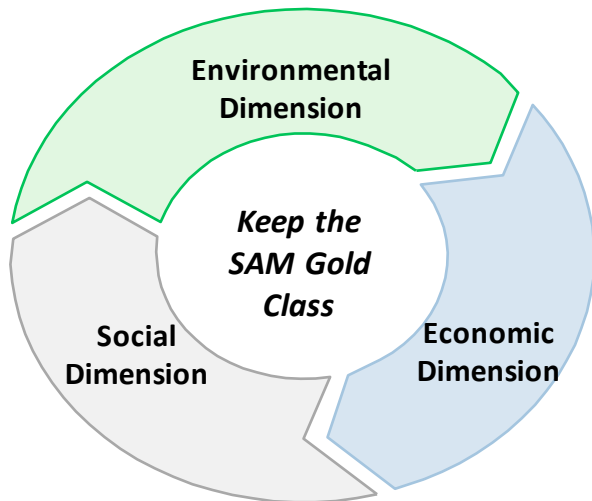 Environmental
Dimension
Keep the
SAM Gold
Class
Social
Dimension
Economic
Dimension